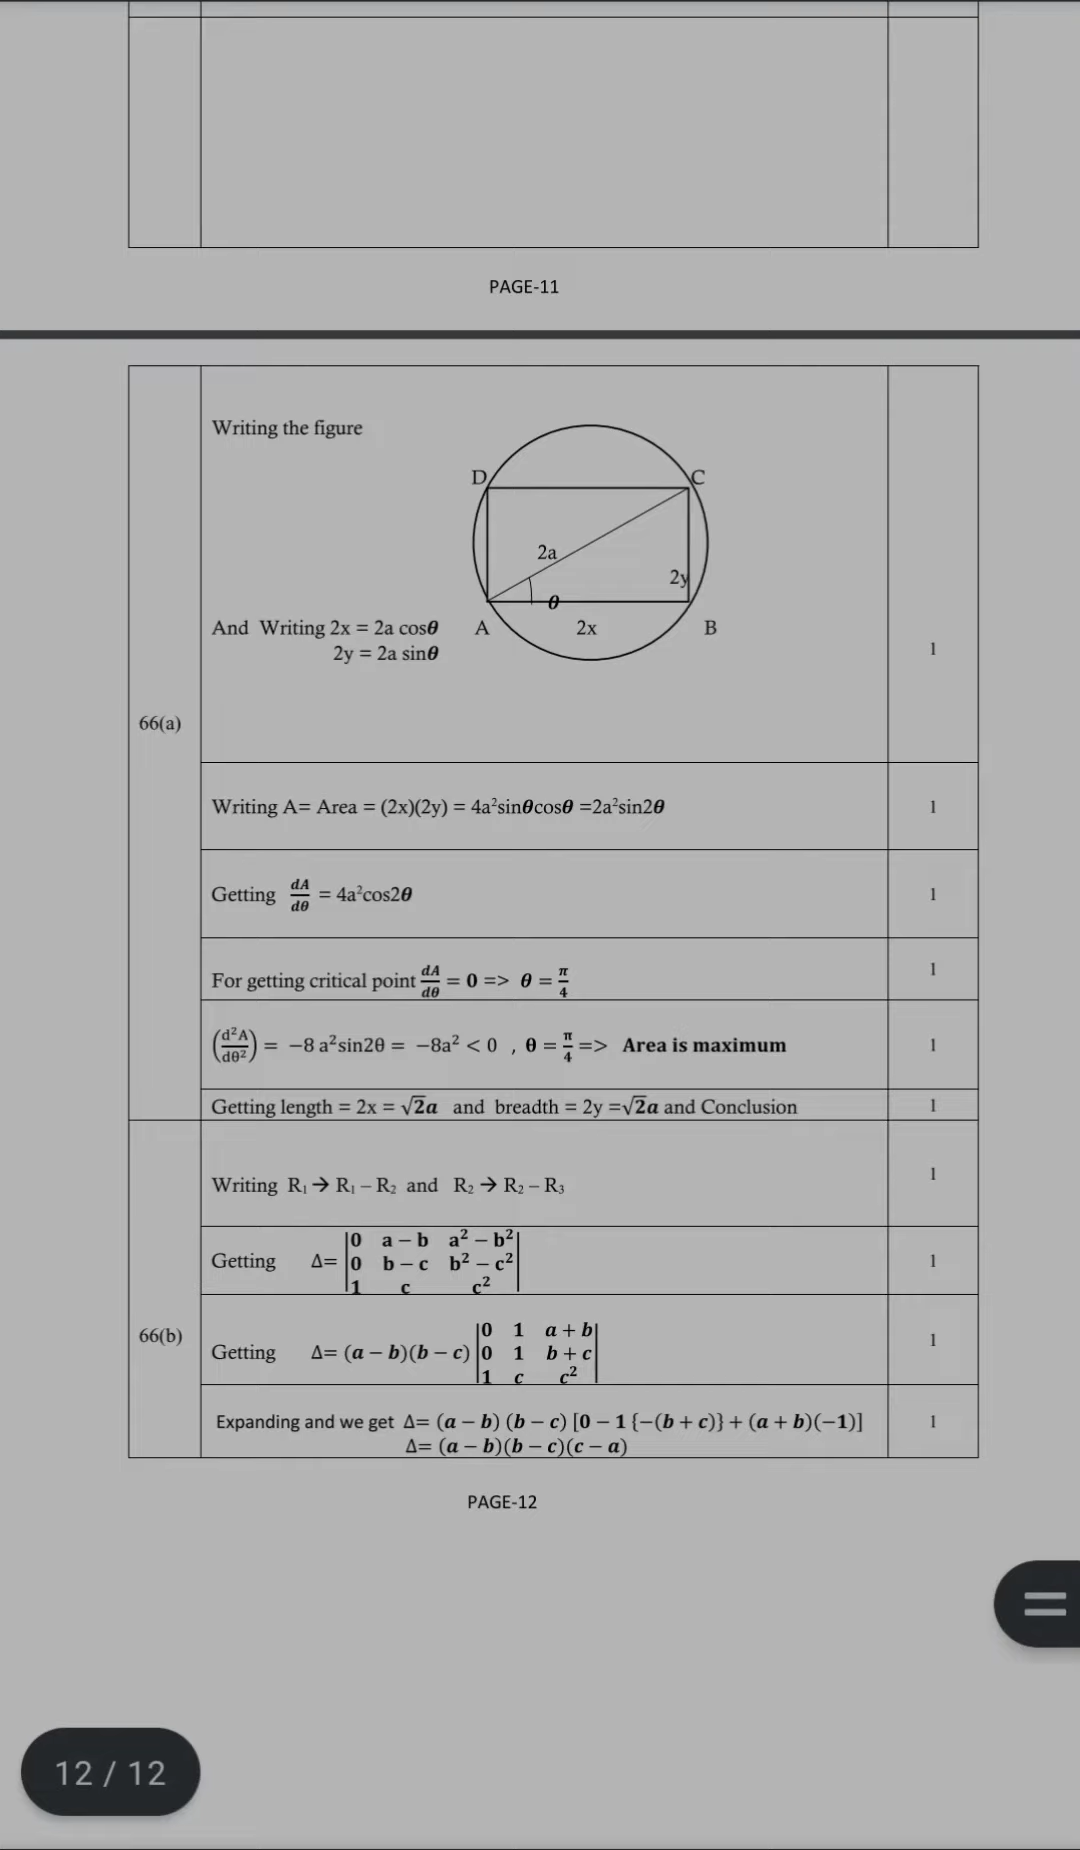 PAGE-11
Writing the figure
D
C
2a
2y
θ
And Writing 2x = 2a cosθ
A
2x
B
2y = 2a sinθ
1
66(a)
Writing A= Area = (2x)(2y) = 4a²sinθcosθ =2a²sin2θ
1
Getting dA/dθ = 4a²cos2θ
1
For getting critical point dA/dθ = 0 => θ = π/4
1
(d²A/dθ²) = −8 a²sin2θ = −8a² < 0 , θ = π/4 => Area is maximum
1
Getting length = 2x = √2a and breadth = 2y =√2a and Conclusion
1
Writing R₁ → R₁ – R₂ and R₂ → R₂ – R₃
1
Getting Δ= |0 a − b a² − b²|
|0 b − c b² − c²|
|1 c c²|
1
66(b)
Getting Δ= (a − b)(b − c) |0 1 a + b|
|0 1 b + c|
|1 c c²|
1
Expanding and we get Δ= (a − b) (b − c) [0 − 1 {−(b + c)} + (a + b)(−1)]
1
Δ= (a − b)(b − c)(c − a)
PAGE-12
12 / 12